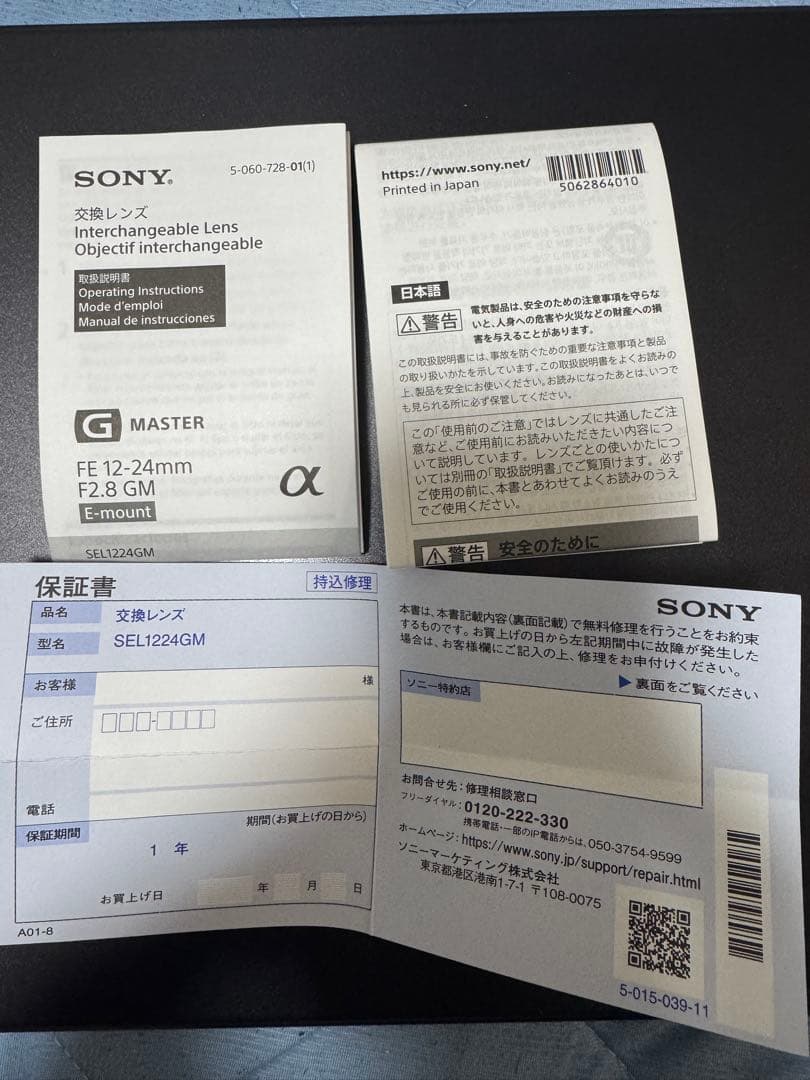 SONY®
5-060-728-01(1)
交換レンズ
Interchangeable Lens
Objectif interchangeable
取扱説明書
Operating Instructions
Mode d'emploi
Manual de instrucciones
G MASTER
FE 12-24mm
F2.8 GM
α
E-mount
SEL1224GM
https://www.sony.net/
Printed in Japan
5062864010
日本語
警告
電気製品は、安全のための注意事項を守らな
いと、人身への危害や火災などの財産への損
害を与えることがあります。
この取扱説明書には、事故を防ぐための重要な注意事項と製品
の取り扱いかたを示しています。この取扱説明書をよくお読みの
上、製品を安全にお使いください。お読みになったあとは、いつで
も見られる所に必ず保管してください。
この「使用前のご注意」ではレンズに共通したご注
意など、ご使用前にお読みいただきたい内容につ
いて説明しています。レンズごとの使いかたにつ
いては別冊の「取扱説明書」でご覧頂けます。必ず
ご使用の前に、本書とあわせてよくお読みのうえ
でご使用ください。
警告 安全のために
保証書
持込修理
品名 交換レンズ
型名 SEL1224GM
お客様 様
ご住所
電話
保証期間 期間(お買上げの日から)
1 年
お買上げ日 年 月 日
A01-8
SONY
本書は、本書記載内容(裏面記載)で無料修理を行うことをお約束
するものです。お買上げの日から左記期間中に故障が発生した
場合は、お客様欄にご記入の上、修理をお申付けください。
▶裏面をご覧ください
ソニー特約店
お問合せ先:修理相談窓口
フリーダイヤル:0120-222-330
携帯電話・一部のIP電話からは、050-3754-9599
ホームページ:https://www.sony.jp/support/repair.html
ソニーマーケティング株式会社
東京都港区港南1-7-1 〒108-0075
5-015-039-11